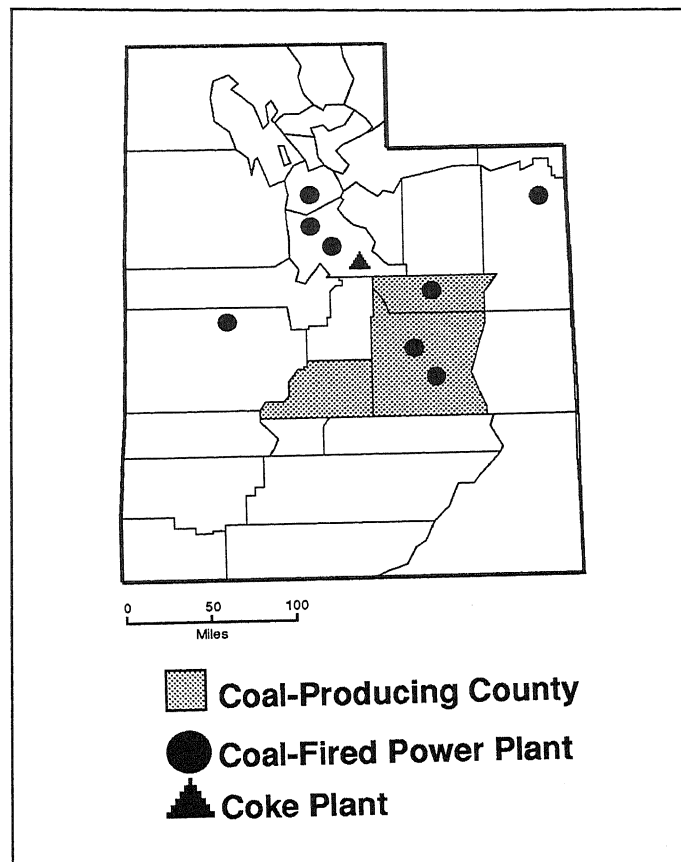 0 50 100
Miles
Coal-Producing County
Coal-Fired Power Plant
Coke Plant